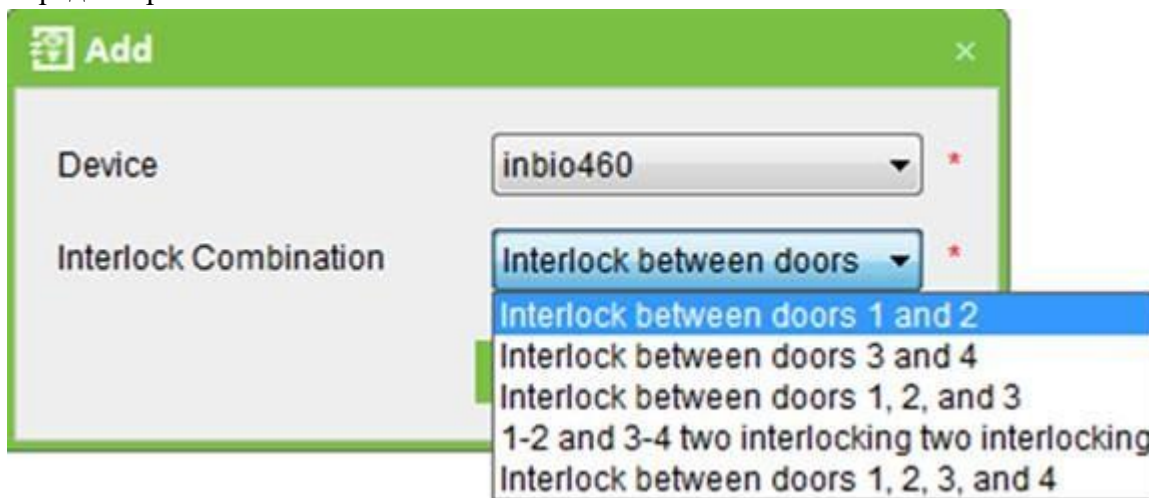 Add
Device
inbio460
*
Interlock Combination
Interlock between doors
*
Interlock between doors 1 and 2
Interlock between doors 3 and 4
Interlock between doors 1, 2, and 3
1-2 and 3-4 two interlocking two interlocking
Interlock between doors 1, 2, 3, and 4